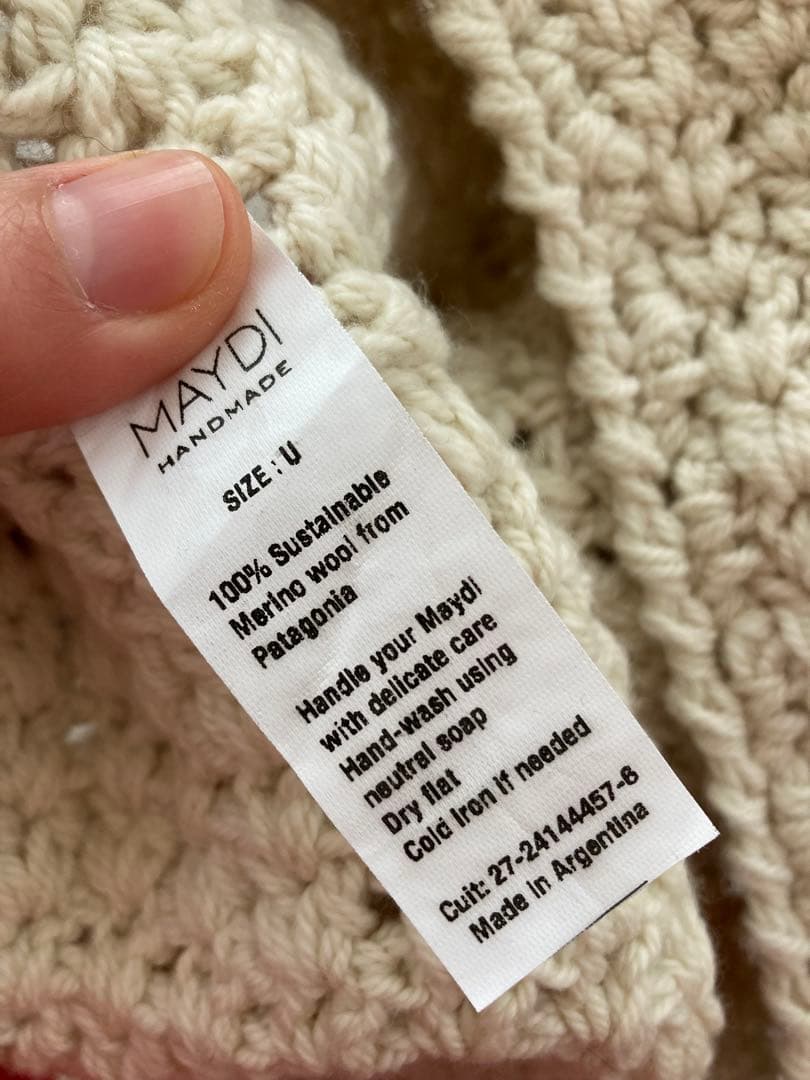 MAYDI
HANDMADE
SIZE : U
100% Sustainable
Merino wool from
Patagonia
Handle your Maydi
with delicate care
Hand-wash using
neutral soap
Dry flat
Cold Iron if needed
Cuit: 27-24144457-6
Made in Argentina